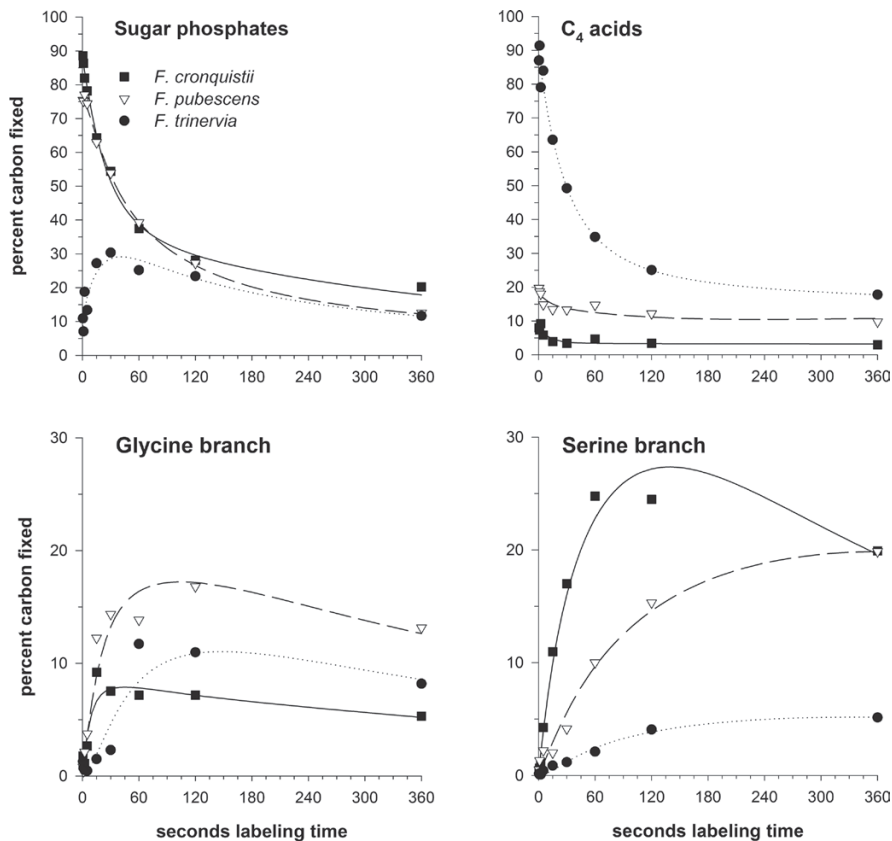 Sugar phosphates
F. cronquistii
F. pubescens
F. trinervia
percent carbon fixed
100
90
80
70
60
50
40
30
20
10
0
0 60 120 180 240 300 360
C₄ acids
100
90
80
70
60
50
40
30
20
10
0
0 60 120 180 240 300 360
Glycine branch
percent carbon fixed
30
20
10
0
0 60 120 180 240 300 360
seconds labeling time
Serine branch
30
20
10
0
0 60 120 180 240 300 360
seconds labeling time